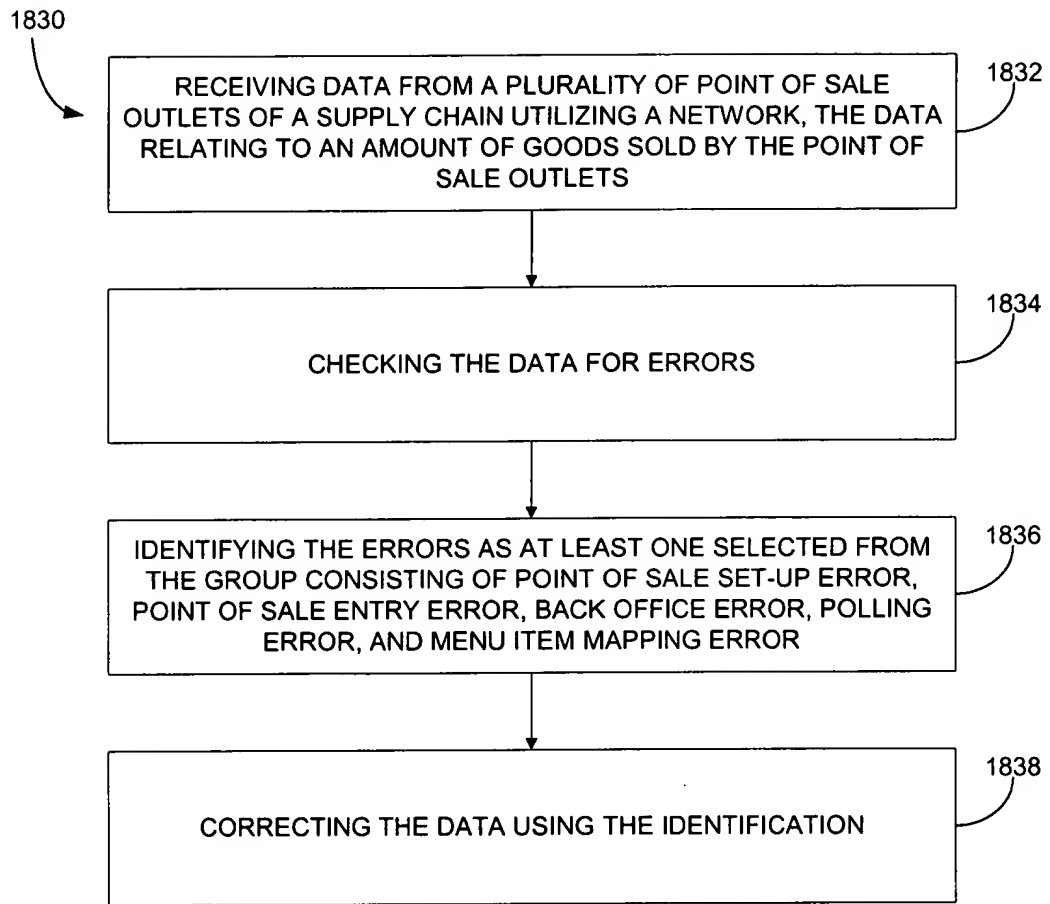 1830
RECEIVING DATA FROM A PLURALITY OF POINT OF SALE
OUTLETS OF A SUPPLY CHAIN UTILIZING A NETWORK, THE DATA
RELATING TO AN AMOUNT OF GOODS SOLD BY THE POINT OF
SALE OUTLETS
1832
CHECKING THE DATA FOR ERRORS
1834
IDENTIFYING THE ERRORS AS AT LEAST ONE SELECTED FROM
THE GROUP CONSISTING OF POINT OF SALE SET-UP ERROR,
POINT OF SALE ENTRY ERROR, BACK OFFICE ERROR, POLLING
ERROR, AND MENU ITEM MAPPING ERROR
1836
CORRECTING THE DATA USING THE IDENTIFICATION
1838